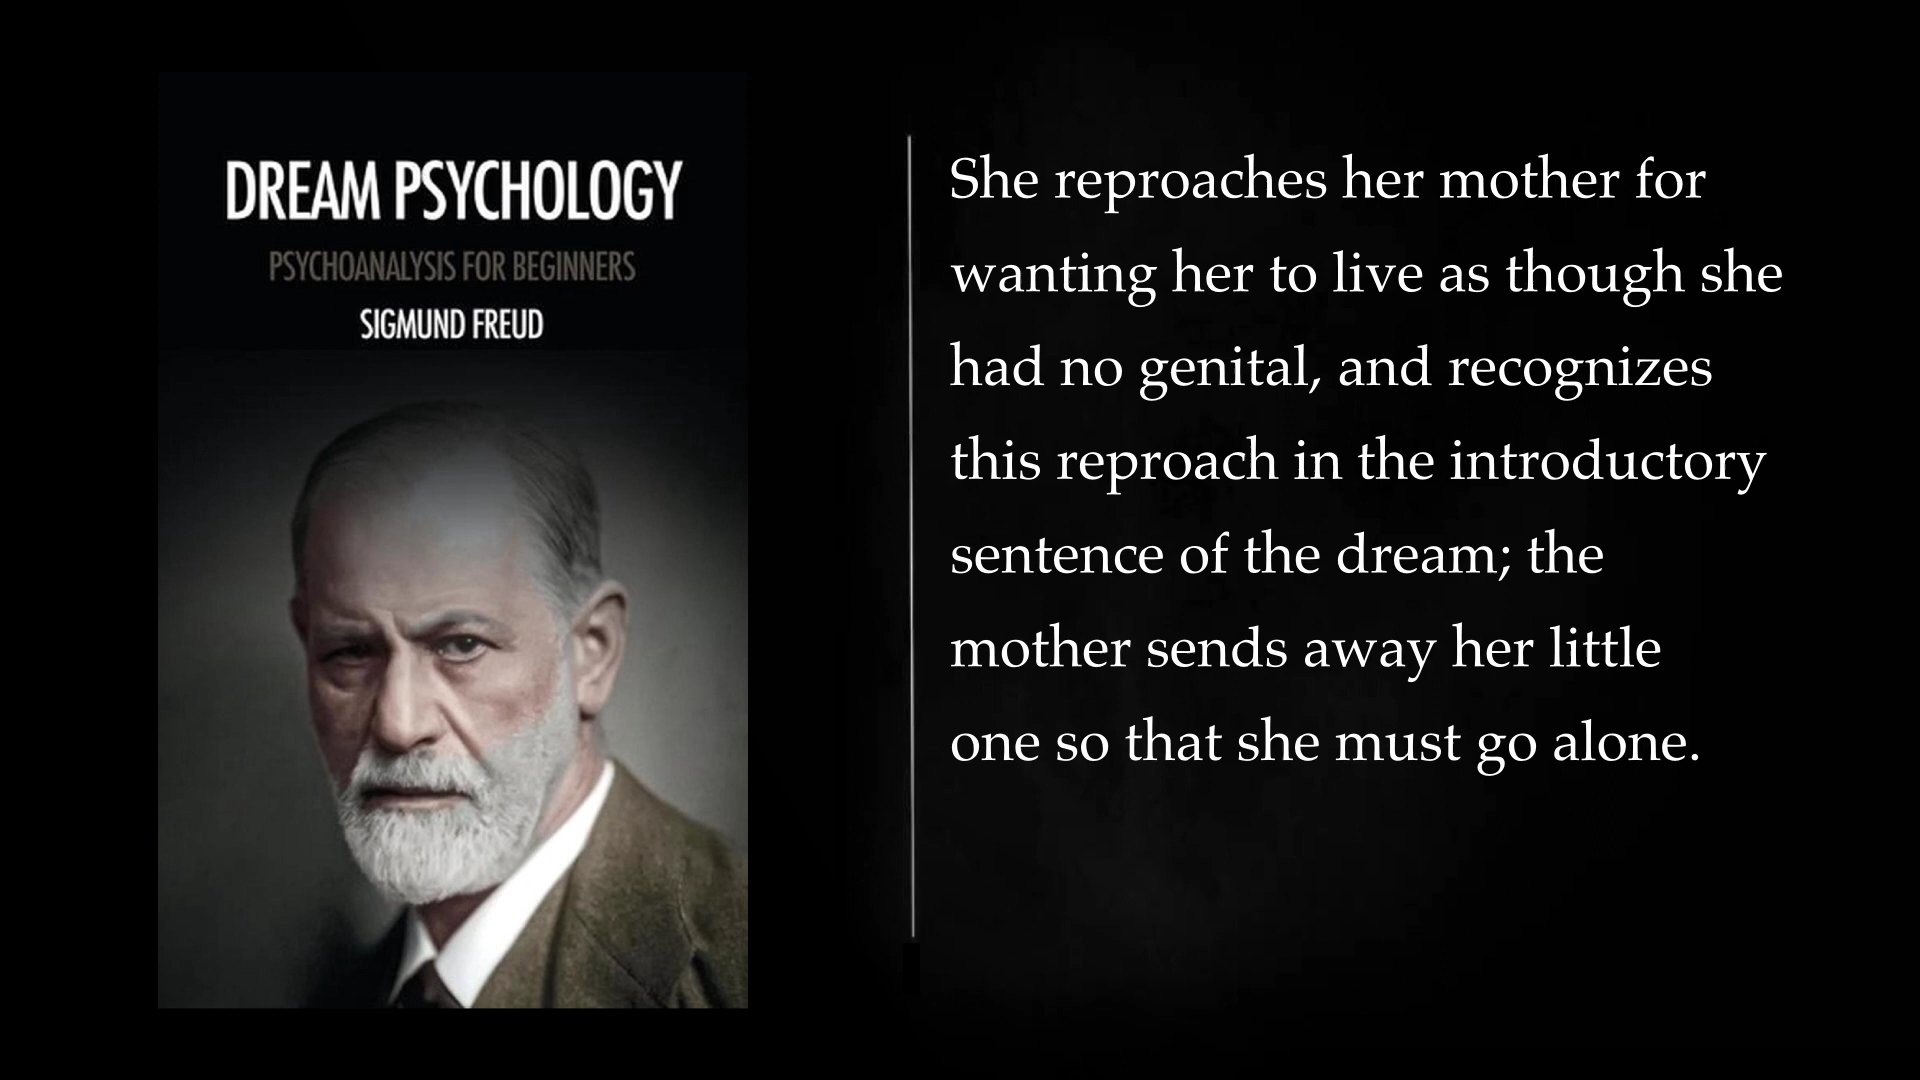 DREAM PSYCHOLOGY
PSYCHOANALYSIS FOR BEGINNERS
SIGMUND FREUD
She reproaches her mother for
wanting her to live as though she
had no genital, and recognizes
this reproach in the introductory
sentence of the dream; the
mother sends away her little
one so that she must go alone.